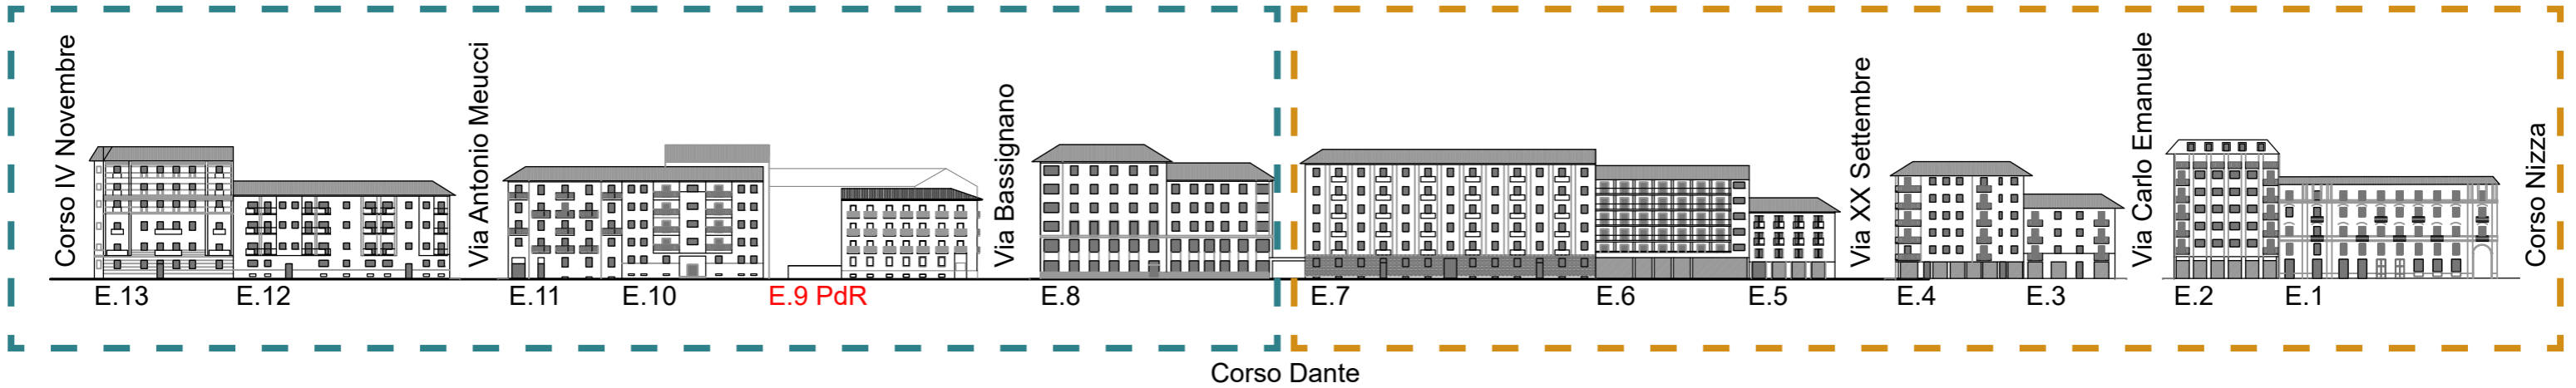 Corso IV Novembre
Via Antonio Meucci
Via Bassignano
Via XX Settembre
Via Carlo Emanuele
Corso Nizza
E.13
E.12
E.11
E.10
E.9 PdR
E.8
E.7
E.6
E.5
E.4
E.3
E.2
E.1
Corso Dante